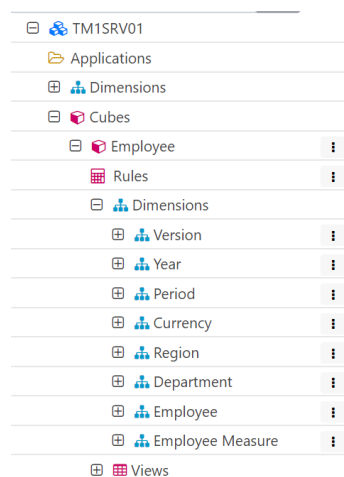 TM1SRV01
Applications
Dimensions
Cubes
Employee
Rules
Dimensions
Version
Year
Period
Currency
Region
Department
Employee
Employee Measure
Views